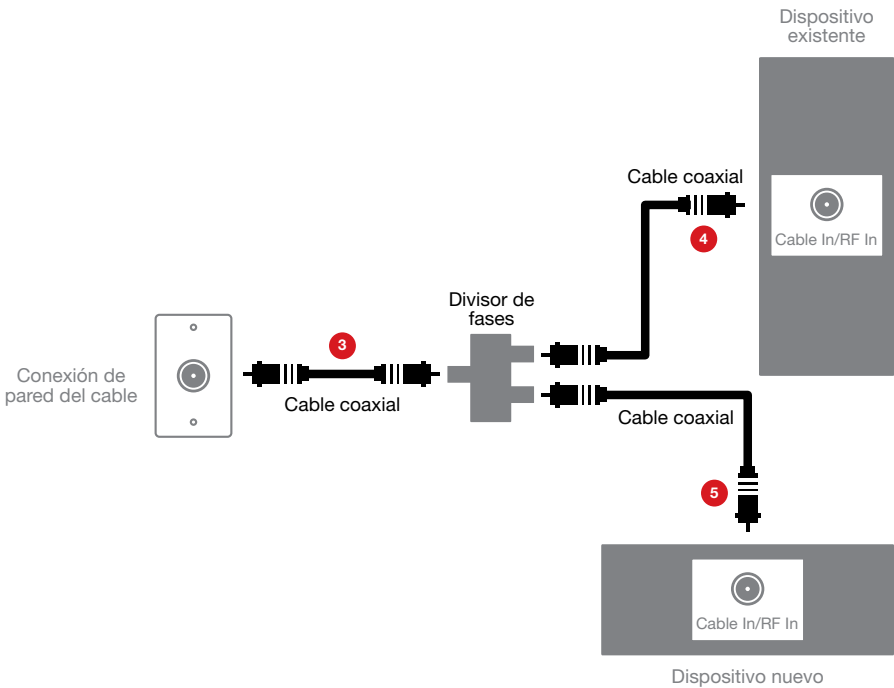 Dispositivo
existente
Cable coaxial
4
Cable In/RF In
Divisor de
fases
3
Conexión de
pared del cable
Cable coaxial
Cable coaxial
5
Cable In/RF In
Dispositivo nuevo